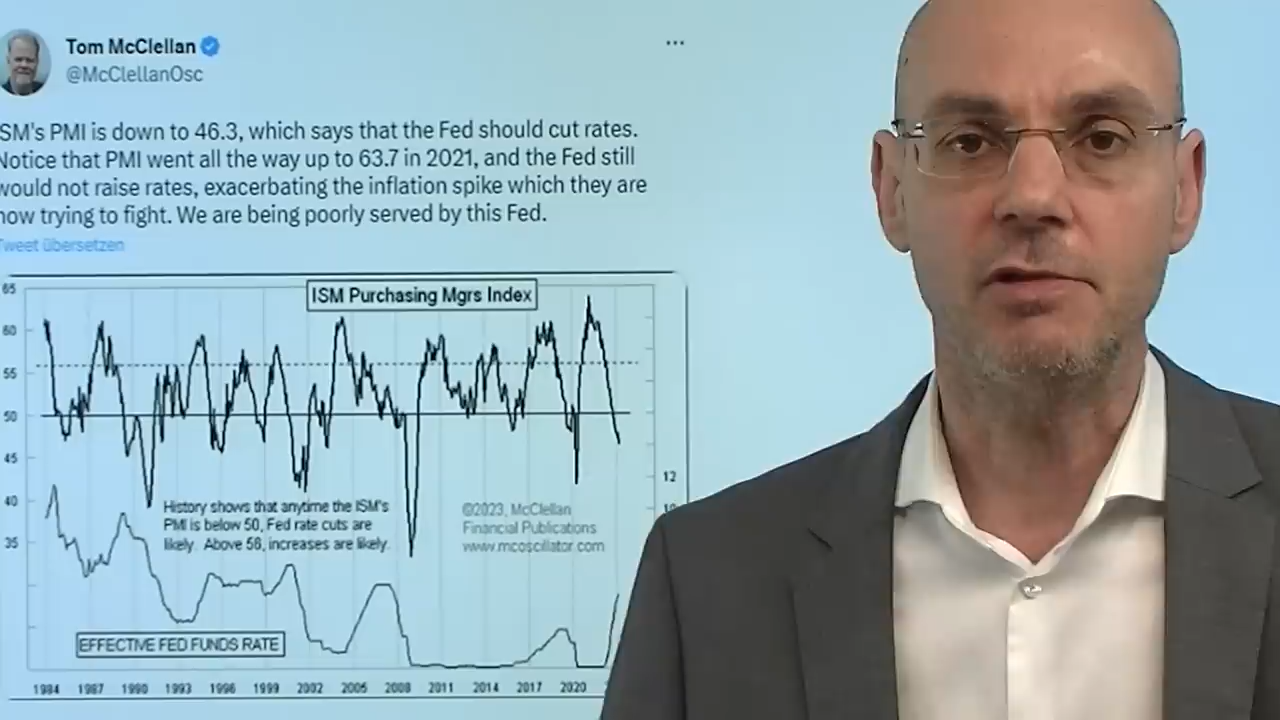 Tom McClellan
@McClellanOsc
...
SM's PMI is down to 46.3, which says that the Fed should cut rates.
Notice that PMI went all the way up to 63.7 in 2021, and the Fed still
would not raise rates, exacerbating the inflation spike which they are
now trying to fight. We are being poorly served by this Fed.
Tweet übersetzen
ISM Purchasing Mgrs Index
65
60
55
50
45
40
35
12
10
History shows that anytime the ISM's
PMI is below 50, Fed rate cuts are
likely. Above 56, increases are likely.
©2023, McClellan
Financial Publications
www.mcoscillator.com
EFFECTIVE FED FUNDS RATE
1984 1987 1990 1993 1996 1999 2002 2005 2008 2011 2014 2017 2020